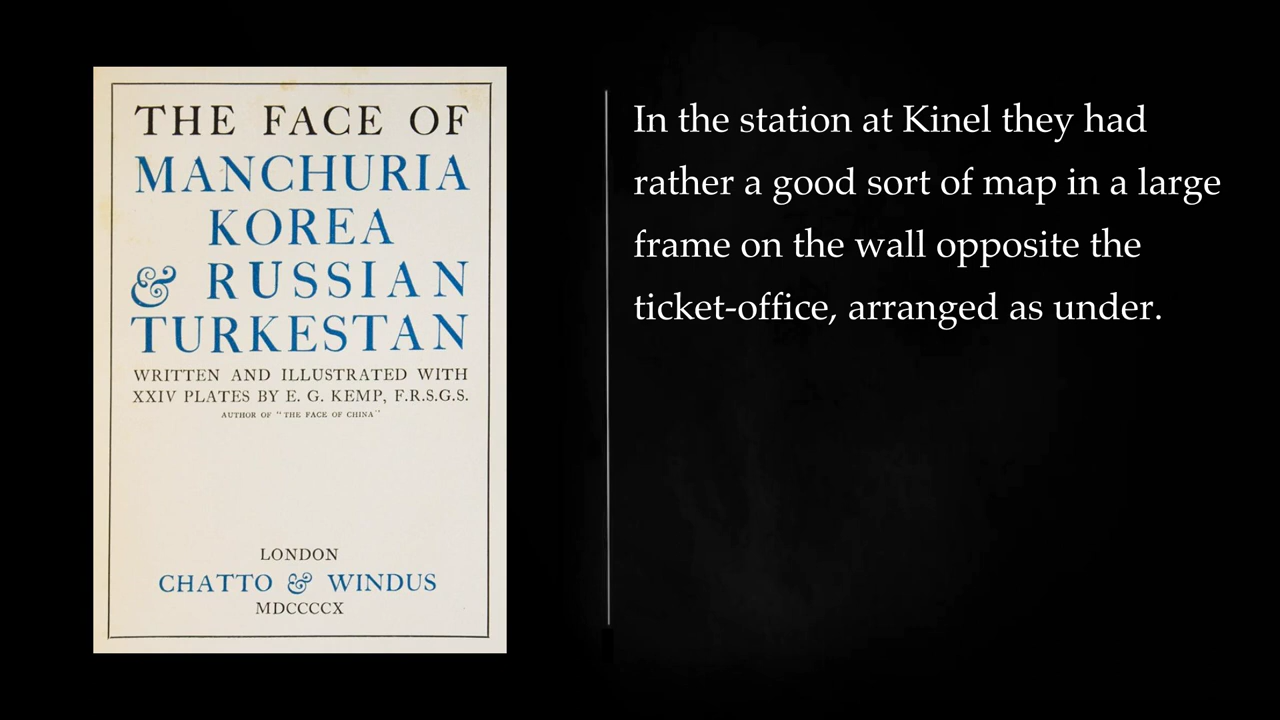 THE FACE OF
MANCHURIA
KOREA
& RUSSIAN
TURKESTAN
WRITTEN AND ILLUSTRATED WITH
XXIV PLATES BY E. G. KEMP, F.R.S.G.S.
AUTHOR OF "THE FACE OF CHINA"
LONDON
CHATTO & WINDUS
MDCCCCX
In the station at Kinel they had
rather a good sort of map in a large
frame on the wall opposite the
ticket-office, arranged as under.